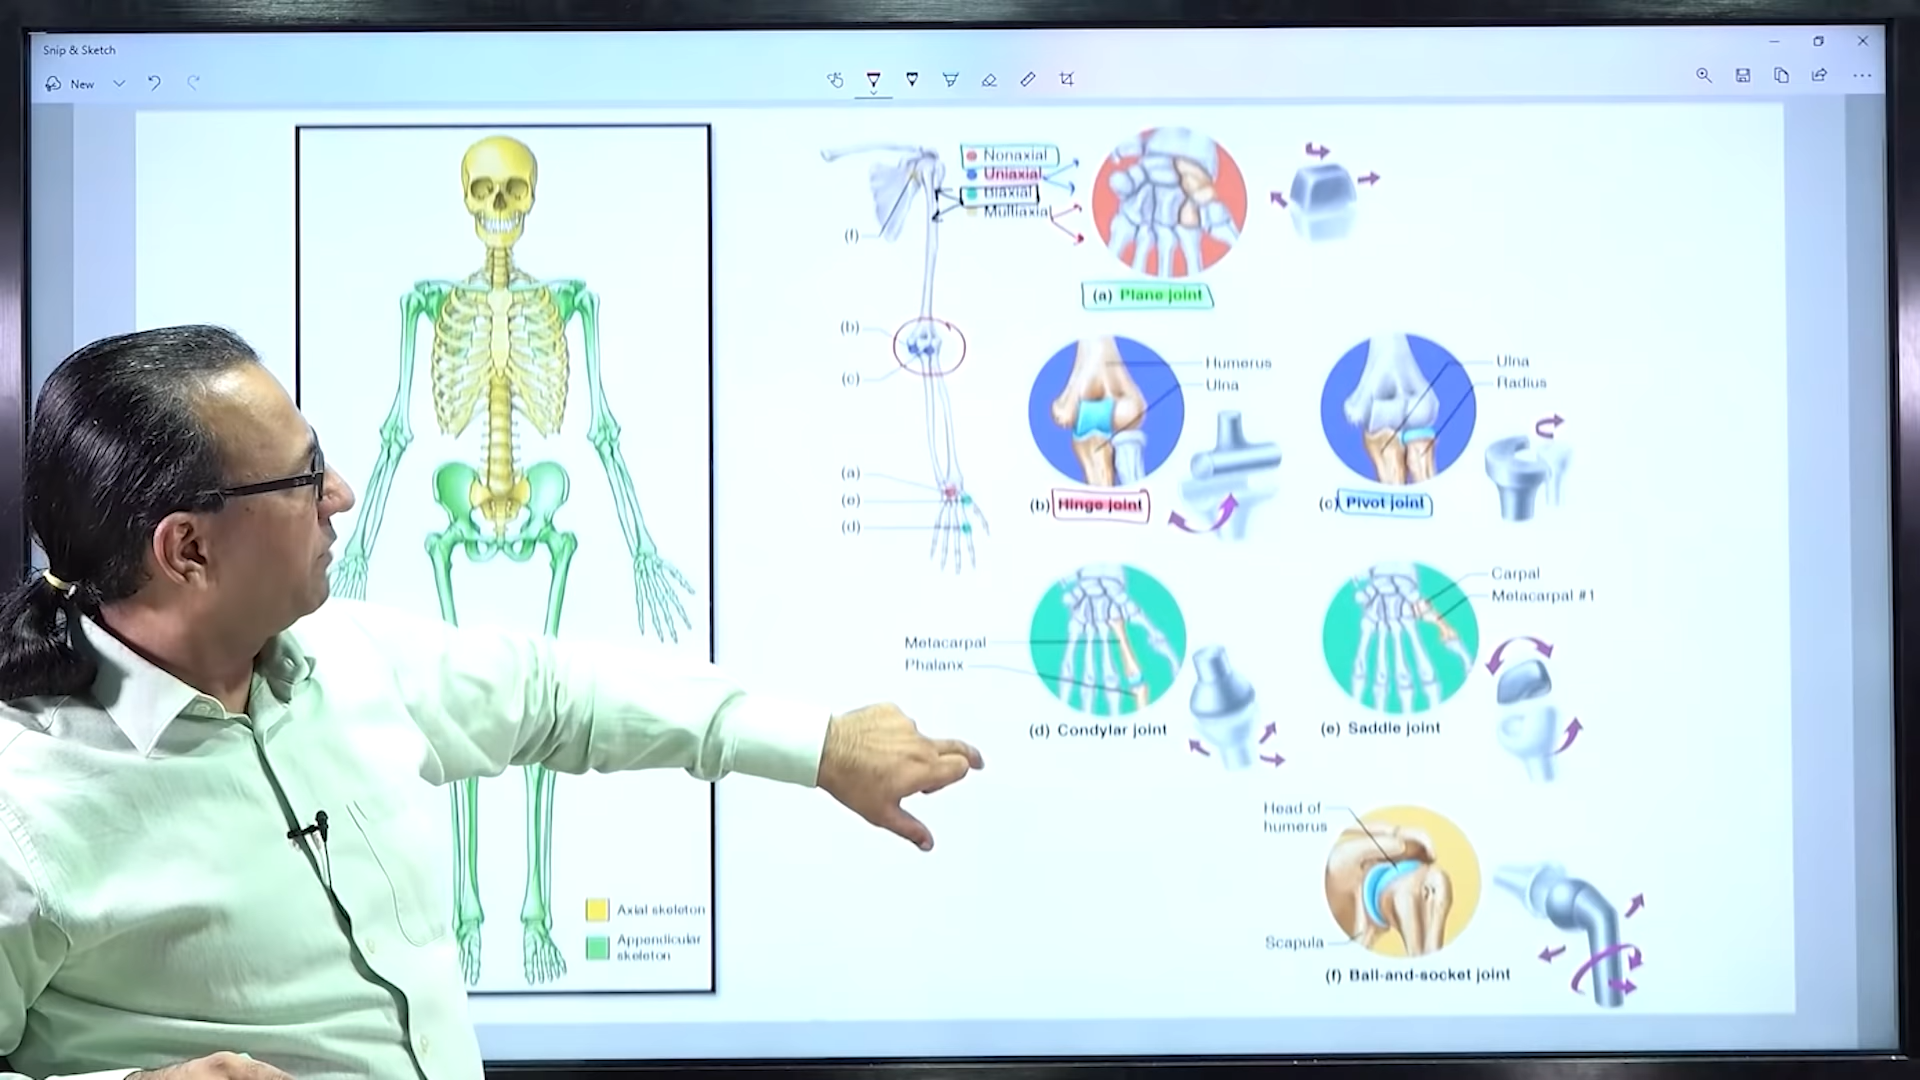 Snip & Sketch
New
Nonaxial
Uniaxial
Biaxial
Multiaxial
(f)
(b)
(c)
(a)
(e)
(d)
(a) Plane joint
Humerus
Ulna
(b) Hinge joint
Ulna
Radius
(c) Pivot joint
Metacarpal
Phalanx
(d) Condylar joint
Carpal
Metacarpal #1
(e) Saddle joint
Head of
humerus
Scapula
(f) Ball-and-socket joint
Axial skeleton
Appendicular
skeleton